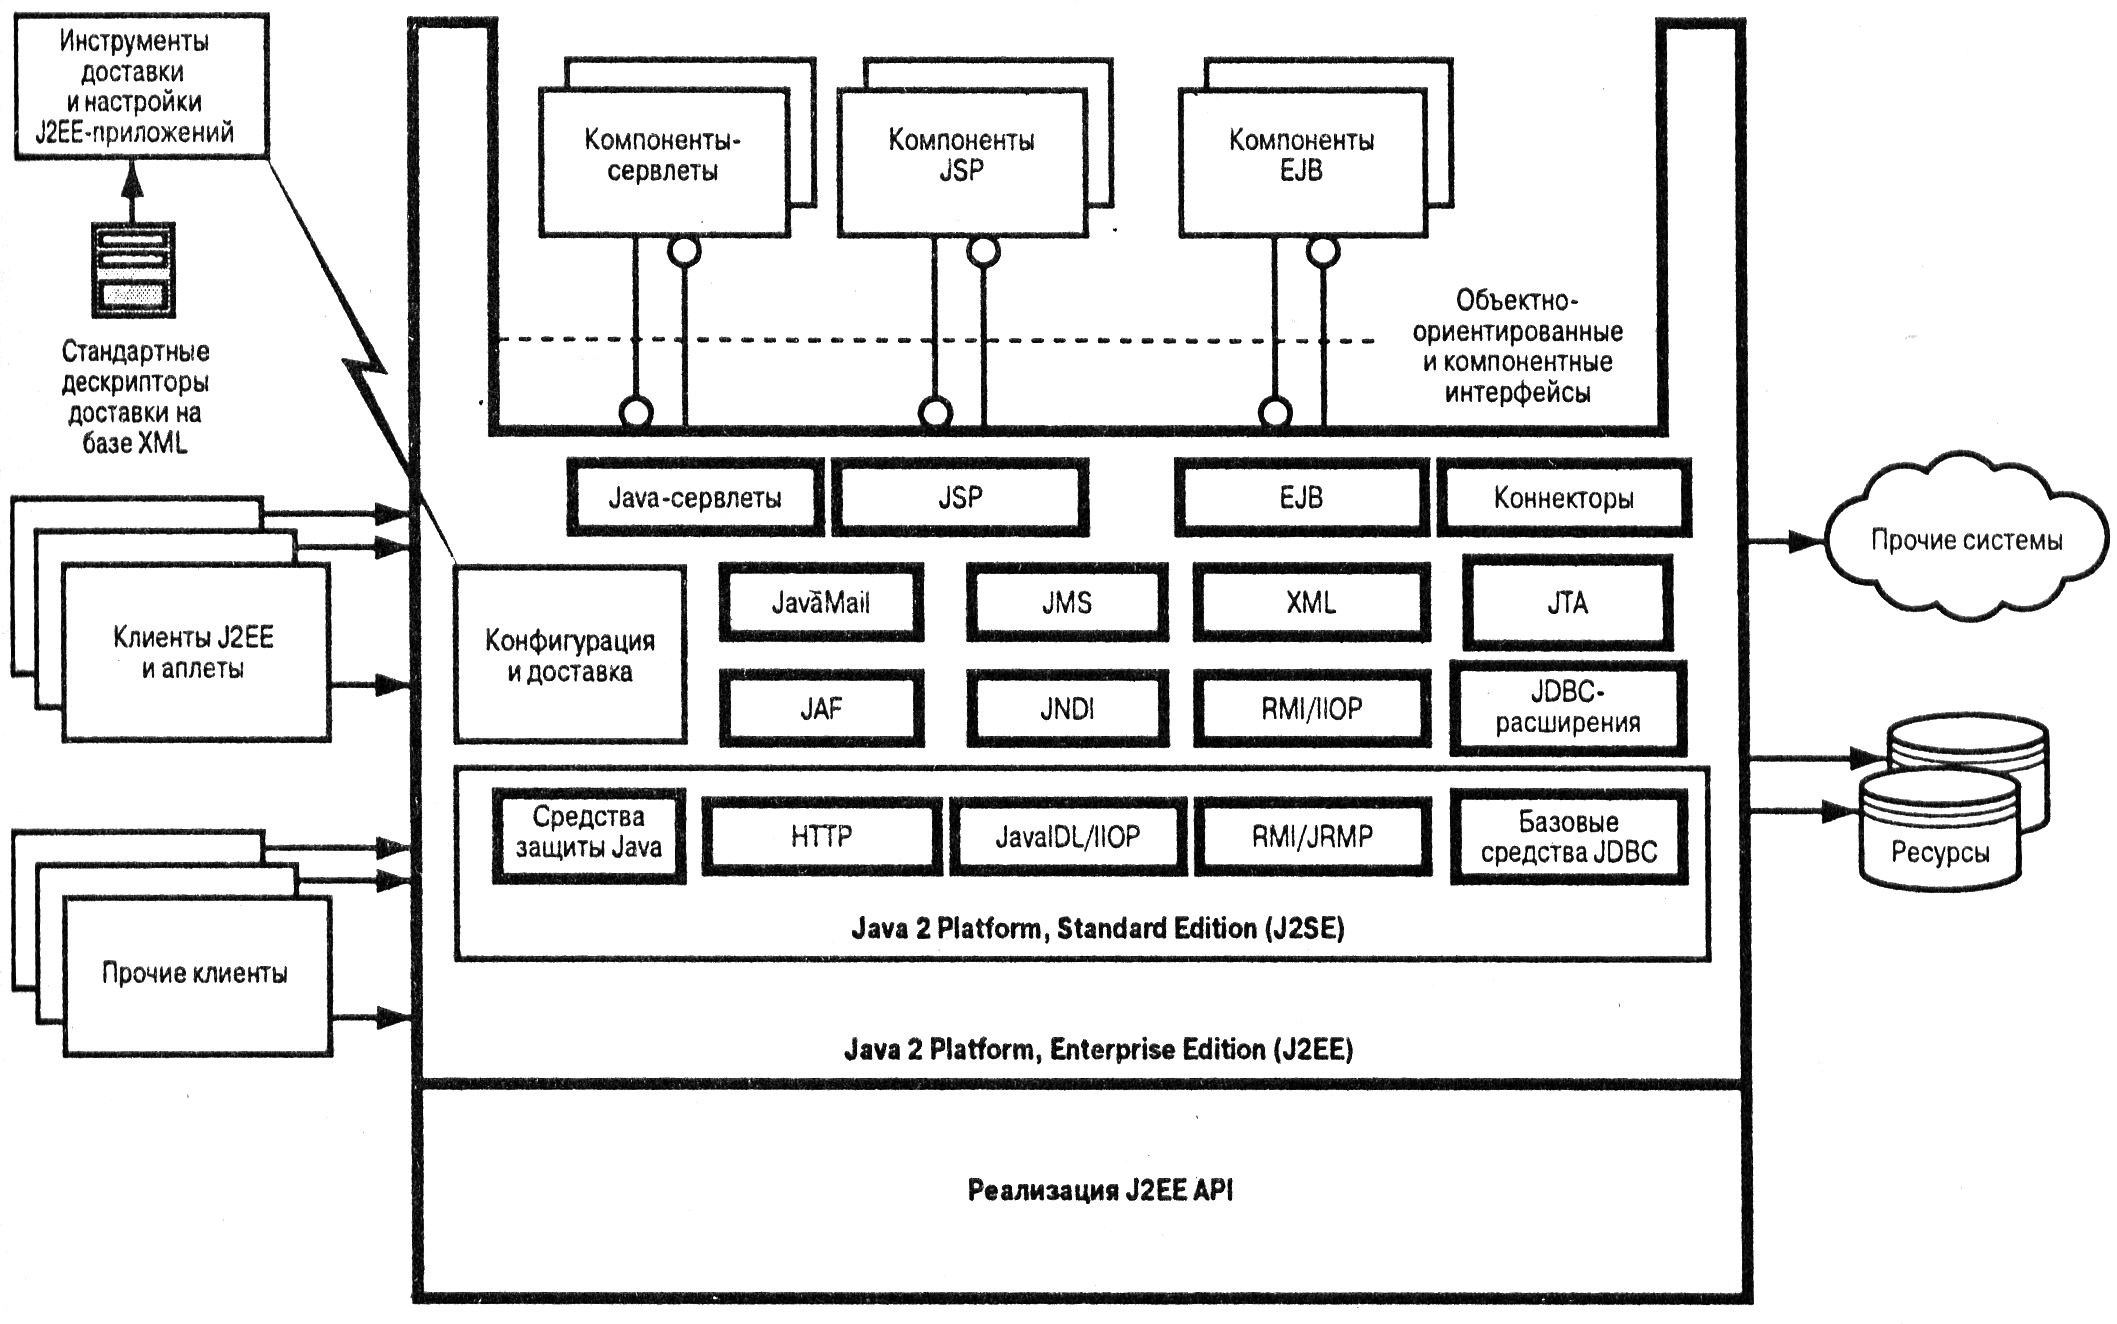 Инструменты
доставки
и настройки
J2EE-приложений
Стандартные
дескрипторы
доставки на
базе XML
Клиенты J2EE
и аплеты
Прочие клиенты
Компоненты-
сервлеты
Компоненты
JSP
Компоненты
EJB
Объектно-
ориентированные
и компонентные
интерфейсы
Java-сервлеты
JSP
EJB
Коннекторы
Конфигурация
и доставка
JavaMail
JMS
XML
JTA
JAF
JNDI
RMI/IIOP
JDBC-
расширения
Средства
защиты Java
HTTP
JavaIDL/IIOP
RMI/JRMP
Базовые
средства JDBC
Java 2 Platform, Standard Edition (J2SE)
Java 2 Platform, Enterprise Edition (J2EE)
Реализация J2EE API
Прочие системы
Ресурсы